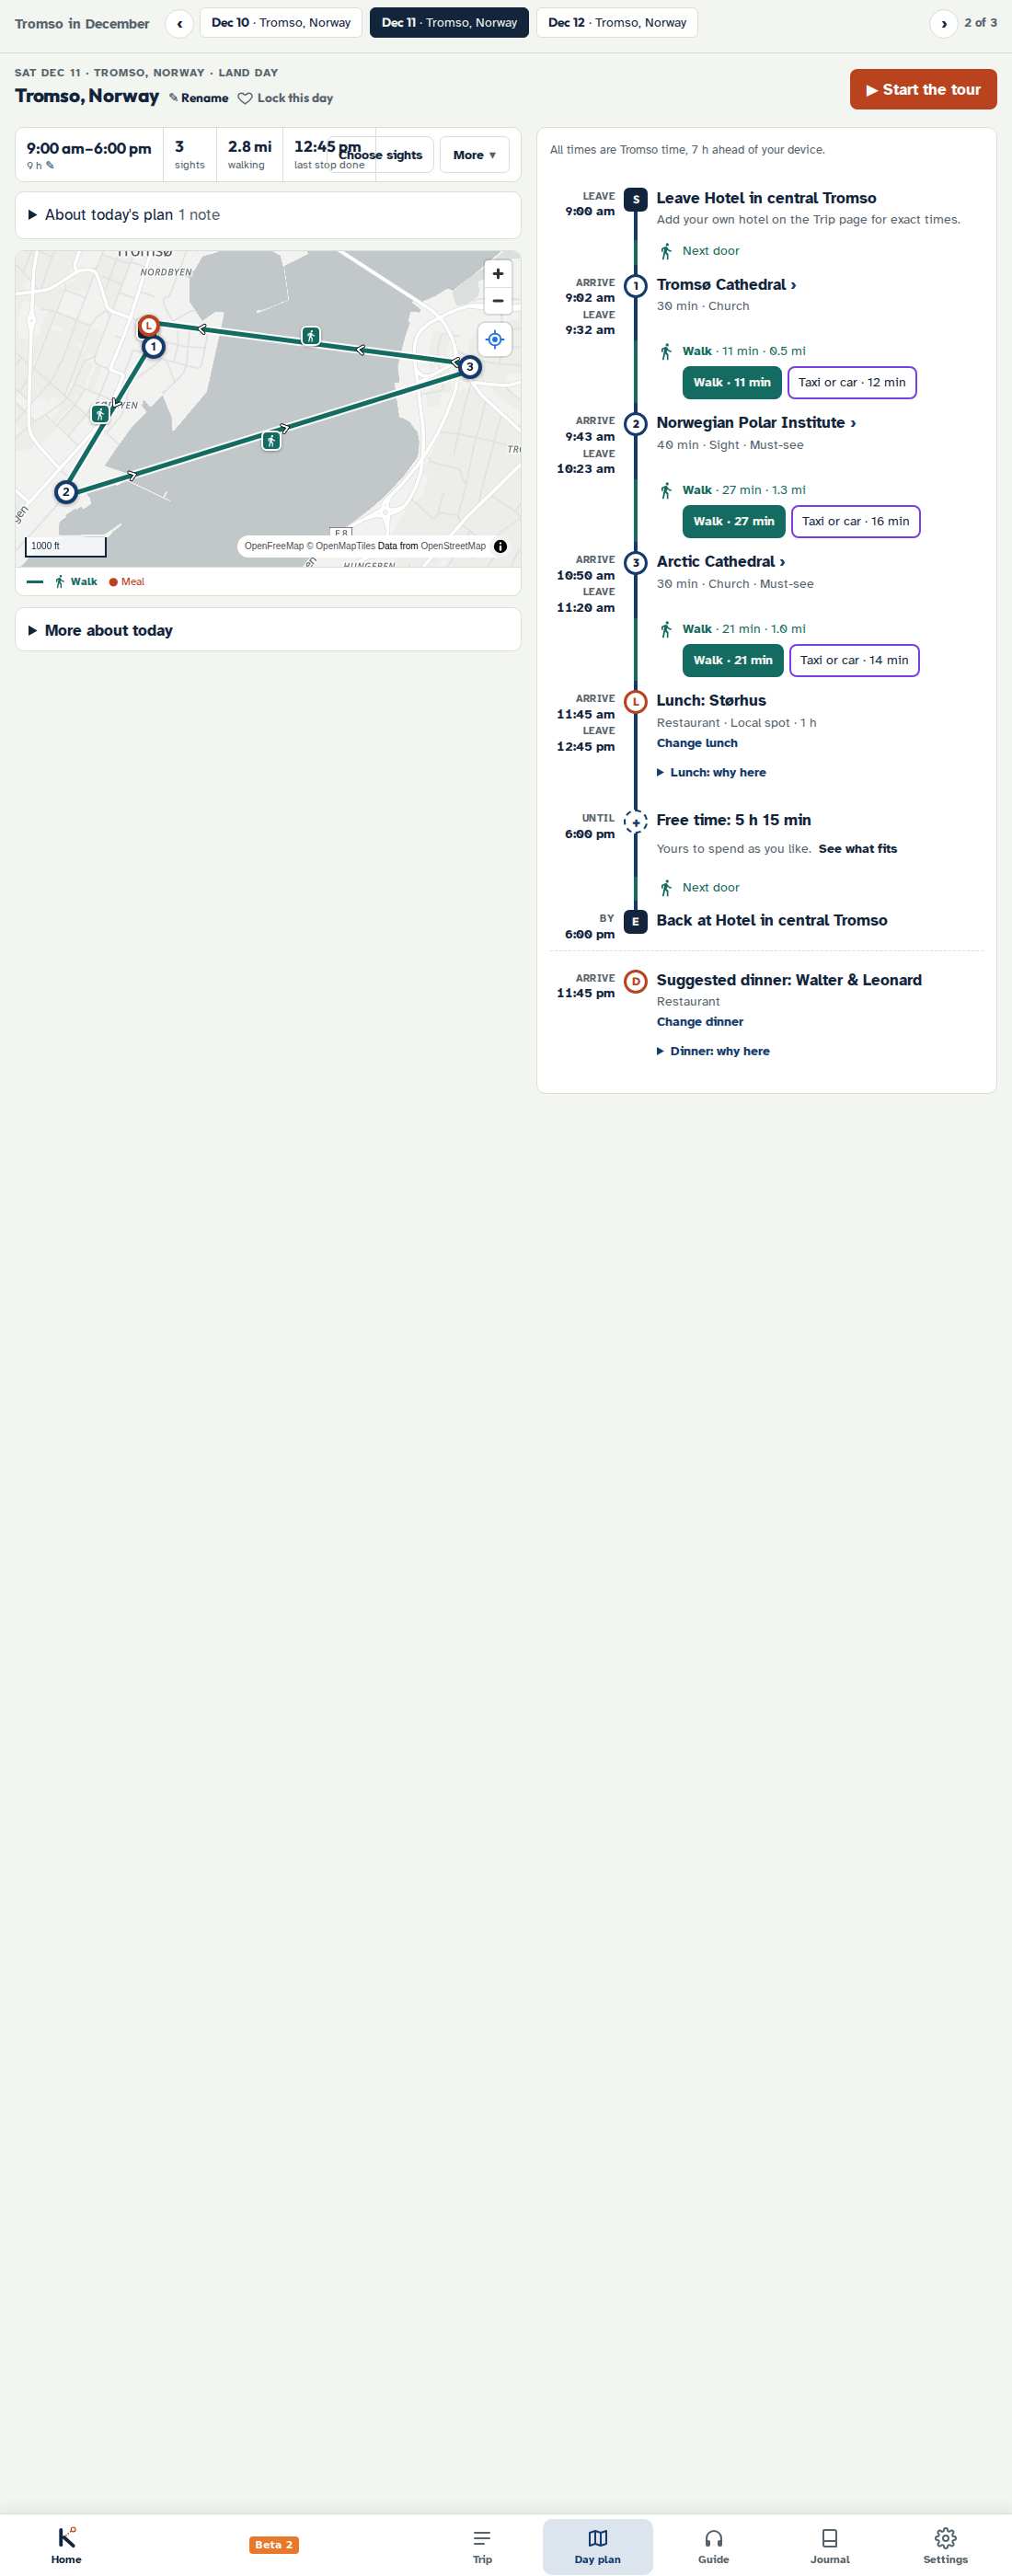 Tromso in December
‹
Dec 10 · Tromso, Norway
Dec 11 · Tromso, Norway
Dec 12 · Tromso, Norway
›
2 of 3
SAT DEC 11 · TROMSO, NORWAY · LAND DAY
Tromso, Norway
✎ Rename
Lock this day
▶ Start the tour
9:00 am–6:00 pm
9 h ✎
3
sights
2.8 mi
walking
12:45 pm
last stop done
Choose sights
More ▼
▶ About today's plan 1 note
Tromsø
NORDBYEN
L
1
2
3
+
−
1000 ft
OpenFreeMap © OpenMapTiles Data from OpenStreetMap
Walk
Meal
▶ More about today
All times are Tromso time, 7 h ahead of your device.
LEAVE
9:00 am
S
Leave Hotel in central Tromso
Add your own hotel on the Trip page for exact times.
Next door
ARRIVE
9:02 am
LEAVE
9:32 am
1
Tromsø Cathedral ›
30 min · Church
Walk · 11 min · 0.5 mi
Walk · 11 min
Taxi or car · 12 min
ARRIVE
9:43 am
LEAVE
10:23 am
2
Norwegian Polar Institute ›
40 min · Sight · Must-see
Walk · 27 min · 1.3 mi
Walk · 27 min
Taxi or car · 16 min
ARRIVE
10:50 am
LEAVE
11:20 am
3
Arctic Cathedral ›
30 min · Church · Must-see
Walk · 21 min · 1.0 mi
Walk · 21 min
Taxi or car · 14 min
ARRIVE
11:45 am
LEAVE
12:45 pm
L
Lunch: Størhus
Restaurant · Local spot · 1 h
Change lunch
▶ Lunch: why here
UNTIL
6:00 pm
+
Free time: 5 h 15 min
Yours to spend as you like. See what fits
Next door
BY
6:00 pm
E
Back at Hotel in central Tromso
ARRIVE
11:45 pm
D
Suggested dinner: Walter & Leonard
Restaurant
Change dinner
▶ Dinner: why here
Home
Beta 2
Trip
Day plan
Guide
Journal
Settings